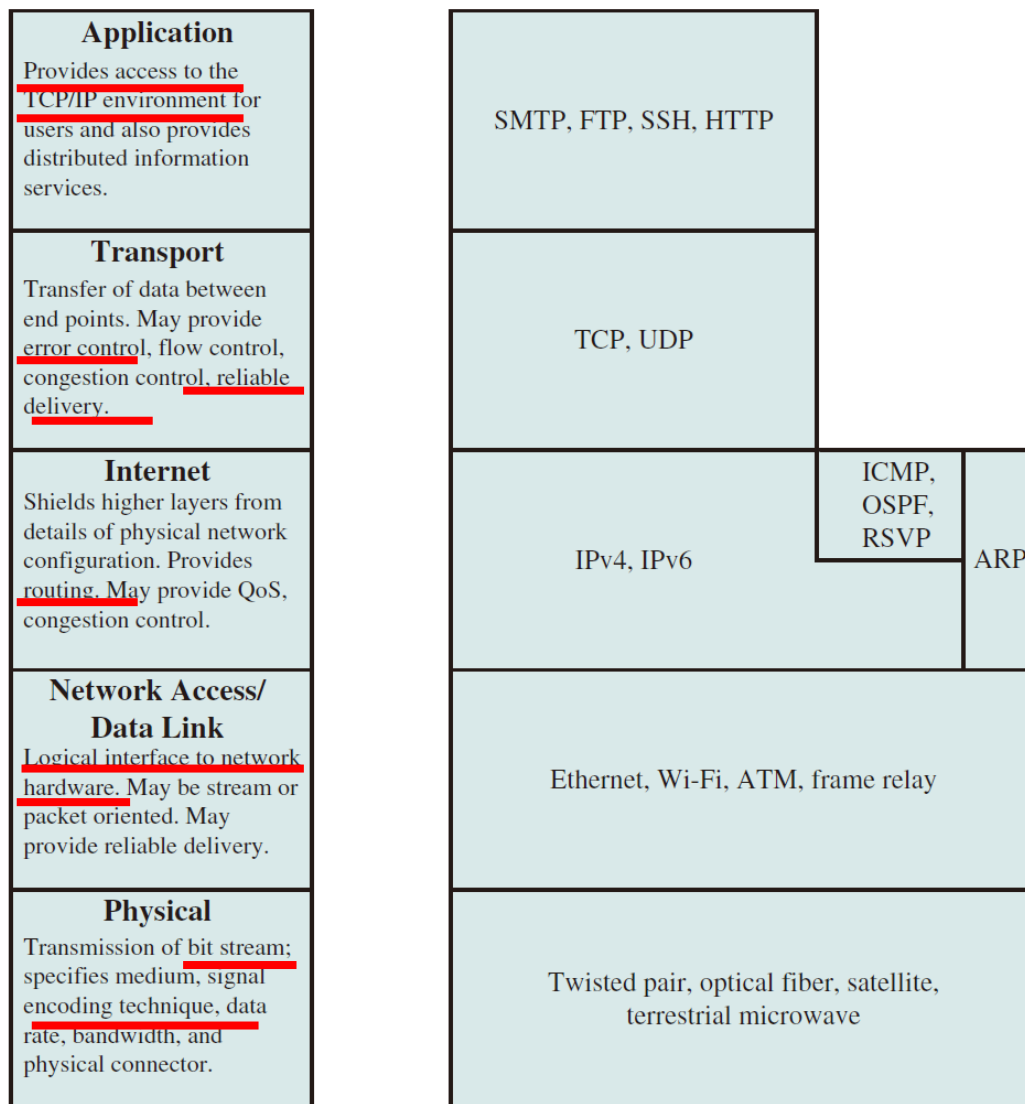 Application
Provides access to the
TCP/IP environment for
users and also provides
distributed information
services.
SMTP, FTP, SSH, HTTP
Transport
Transfer of data between
end points. May provide
error control, flow control,
congestion control, reliable
delivery.
TCP, UDP
Internet
Shields higher layers from
details of physical network
configuration. Provides
routing. May provide QoS,
congestion control.
IPv4, IPv6
ICMP,
OSPF,
RSVP
ARP
Network Access/
Data Link
Logical interface to network
hardware. May be stream or
packet oriented. May
provide reliable delivery.
Ethernet, Wi-Fi, ATM, frame relay
Physical
Transmission of bit stream;
specifies medium, signal
encoding technique, data
rate, bandwidth, and
physical connector.
Twisted pair, optical fiber, satellite,
terrestrial microwave